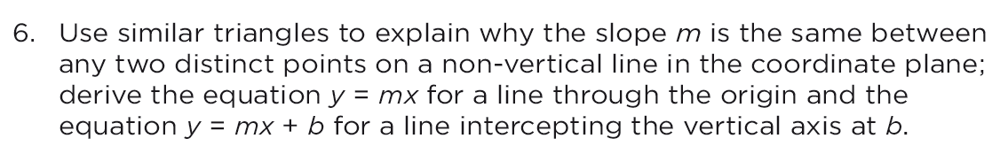 6. Use similar triangles to explain why the slope m is the same between
any two distinct points on a non-vertical line in the coordinate plane;
derive the equation y = mx for a line through the origin and the
equation y = mx + b for a line intercepting the vertical axis at b.